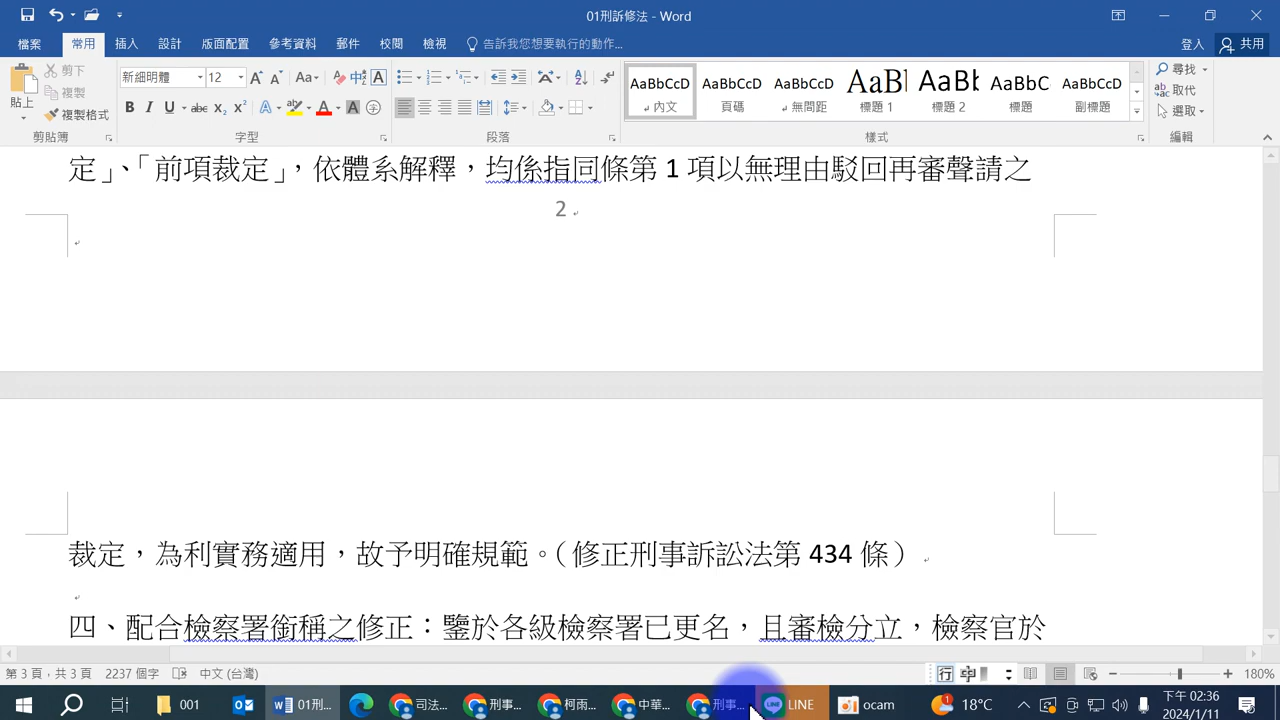 01刑訴修法 - Word
檔案 常用 插入 設計 版面配置 參考資料 郵件 校閱 檢視 告訴我您想要執行的動作... 登入 共用
貼上 剪下 複製 複製格式
新細明體 12
AaBbCcD AaBbCcD AaBbCcD AaBl AaBb AaBbC AaBbCcD
內文 頁碼 無間距 標題 1 標題 2 標題 副標題
尋找 取代 選取
剪貼簿 字型 段落 樣式 編輯
定」、「前項裁定」，依體系解釋，均係指同條第 1 項以無理由駁回再審聲請之
2
裁定，為利實務適用，故予明確規範。（修正刑事訴訟法第 434 條）
四、配合檢察署銜稱之修正：鑒於各級檢察署已更名，且審檢分立，檢察官於
第 3 頁，共 3 頁 2237 個字 中文 (台灣) 行 中 180%
001 01刑... 司法... 刑事... 柯雨... 中華... 刑事... LINE ocam 18°C 下午 02:36
2024/1/11